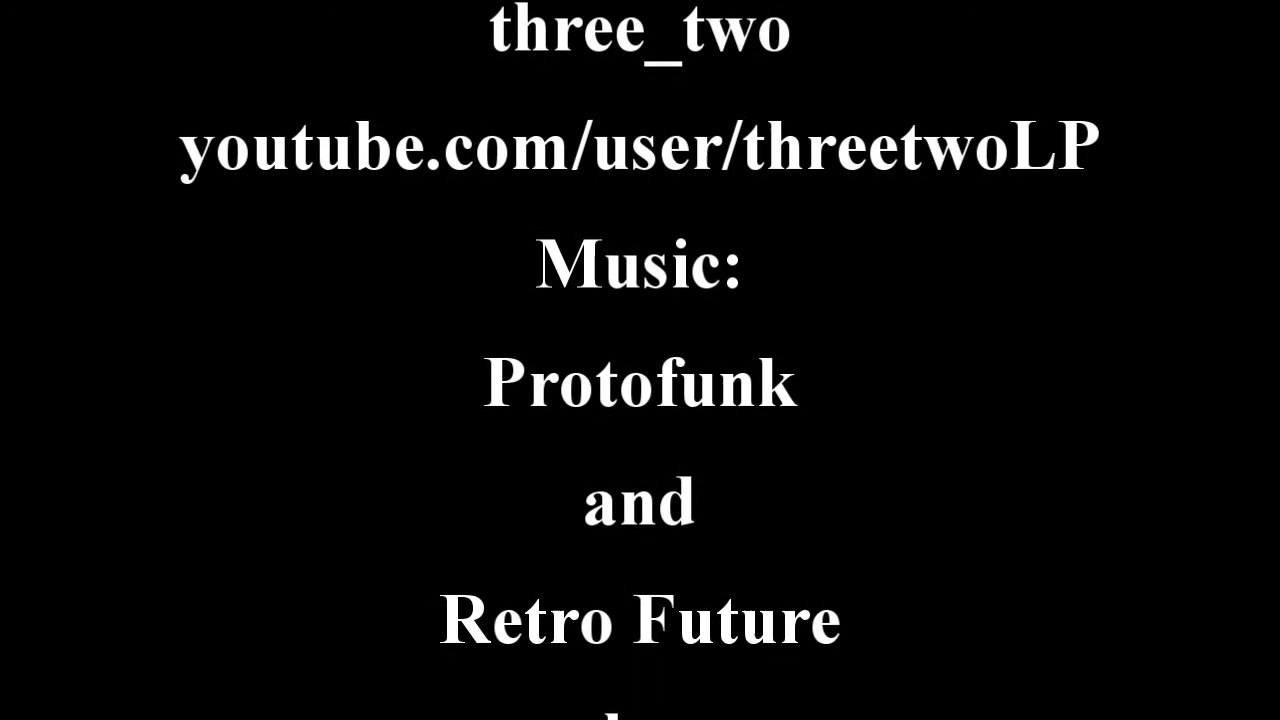 three_two
youtube.com/user/threetwoLP
Music:
Protofunk
and
Retro Future